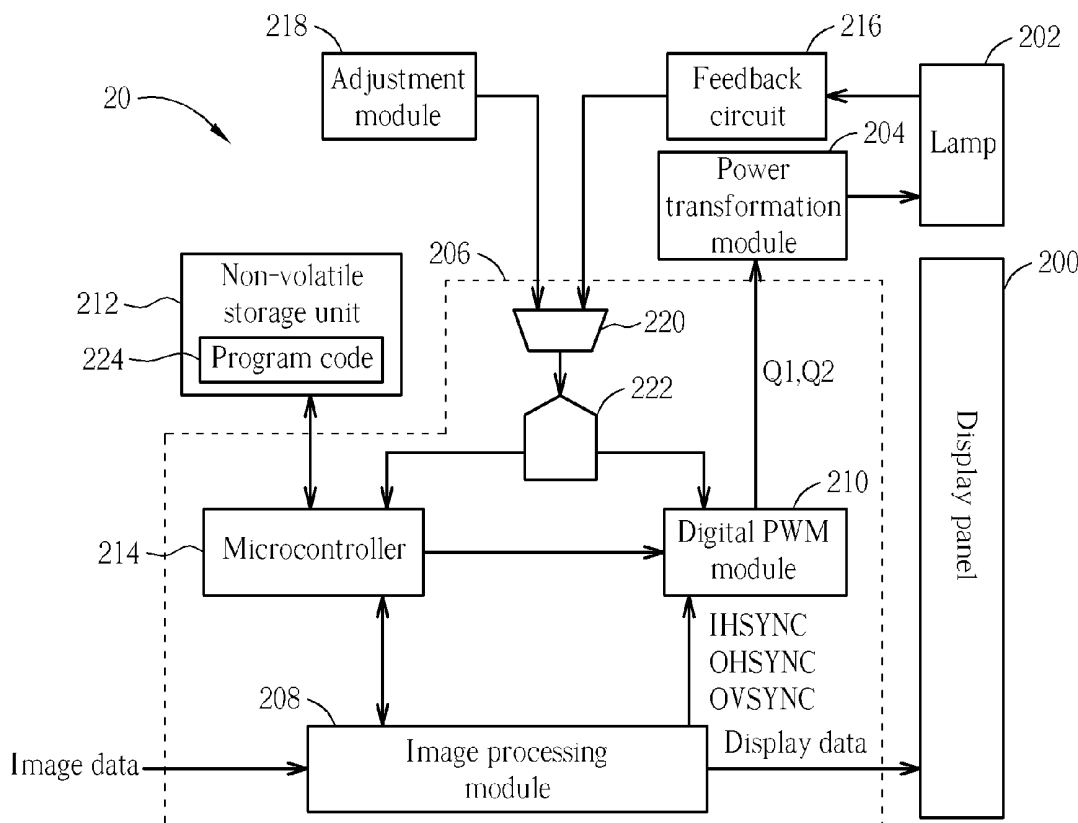 218
216
202
20
Adjustment
module
Feedback
circuit
204
Lamp
Power
transformation
module
206
200
Non-volatile
storage unit
212
224
Program code
220
Q1,Q2
222
210
214
Microcontroller
Digital PWM
module
Display panel
IHSYNC
OHSYNC
OVSYNC
208
Image data
Image processing
module
Display data